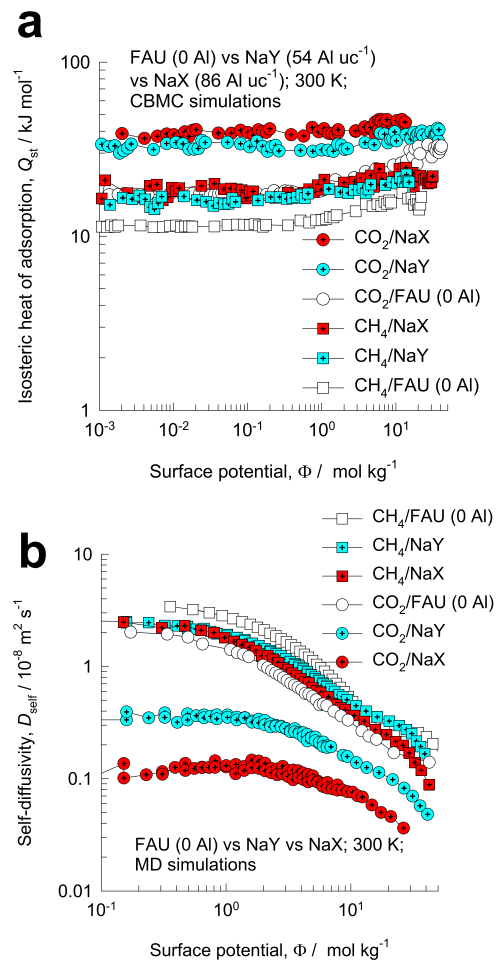 a
FAU (0 Al) vs NaY (54 Al uc⁻¹)
vs NaX (86 Al uc⁻¹); 300 K;
CBMC simulations
Isosteric heat of adsorption, Qst / kJ mol⁻¹
100
10
1
CO₂/NaX
CO₂/NaY
CO₂/FAU (0 Al)
CH₄/NaX
CH₄/NaY
CH₄/FAU (0 Al)
10⁻³ 10⁻² 10⁻¹ 10⁰ 10¹
Surface potential, Φ / mol kg⁻¹
b
CH₄/FAU (0 Al)
CH₄/NaY
CH₄/NaX
CO₂/FAU (0 Al)
CO₂/NaY
CO₂/NaX
Self-diffusivity, Dself / 10⁻⁸ m² s⁻¹
10
1
0.1
0.01
FAU (0 Al) vs NaY vs NaX; 300 K;
MD simulations
10⁻¹ 10⁰ 10¹
Surface potential, Φ / mol kg⁻¹